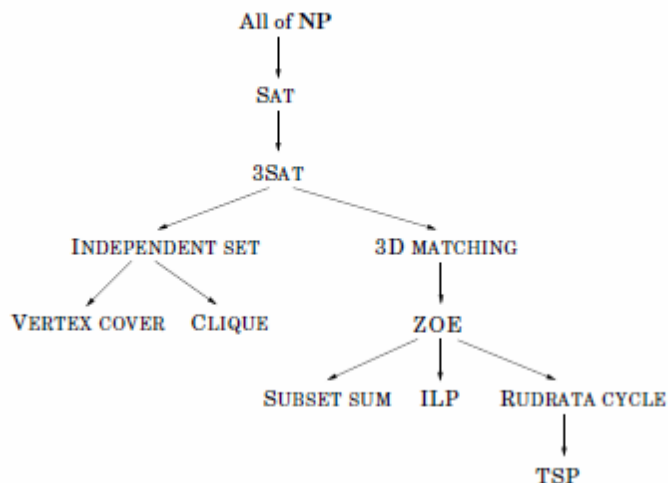 All of NP
SAT
3SAT
INDEPENDENT SET 3D MATCHING
VERTEX COVER CLIQUE ZOE
SUBSET SUM ILP RUDRATA CYCLE
TSP